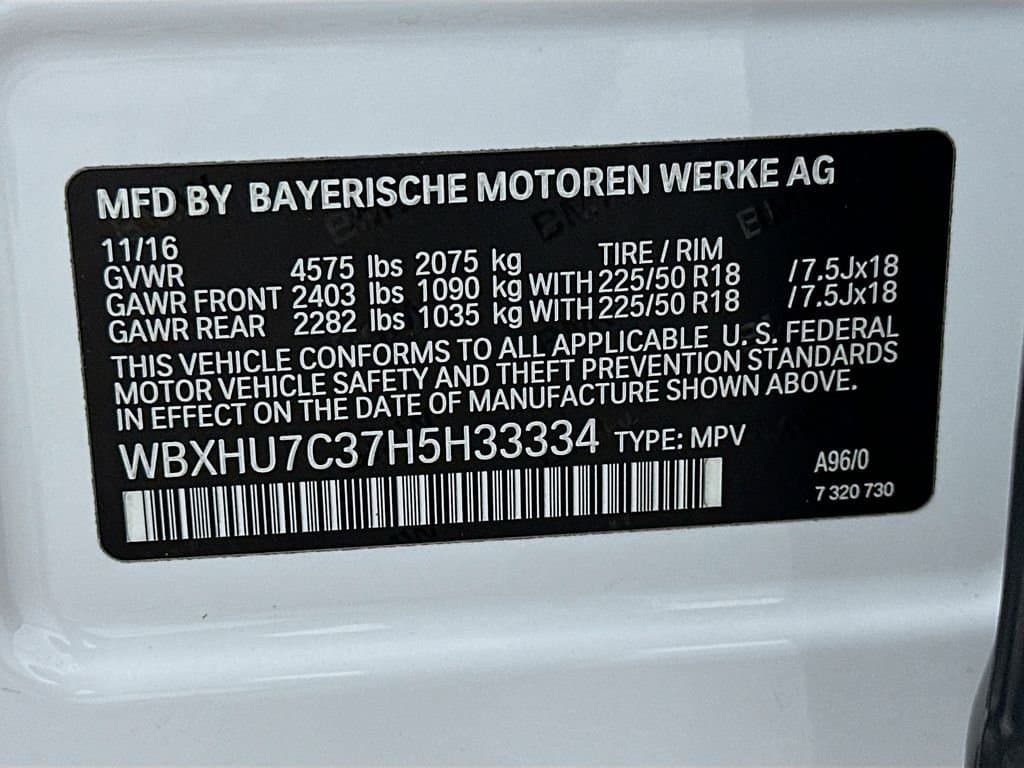 MFD BY BAYERISCHE MOTOREN WERKE AG
11/16 TIRE / RIM
GVWR 4575 lbs 2075 kg
GAWR FRONT 2403 lbs 1090 kg WITH 225/50 R18 /7.5Jx18
GAWR REAR 2282 lbs 1035 kg WITH 225/50 R18 /7.5Jx18
THIS VEHICLE CONFORMS TO ALL APPLICABLE U. S. FEDERAL
MOTOR VEHICLE SAFETY AND THEFT PREVENTION STANDARDS
IN EFFECT ON THE DATE OF MANUFACTURE SHOWN ABOVE.
WBXHU7C37H5H33334 TYPE: MPV
A96/0
7 320 730